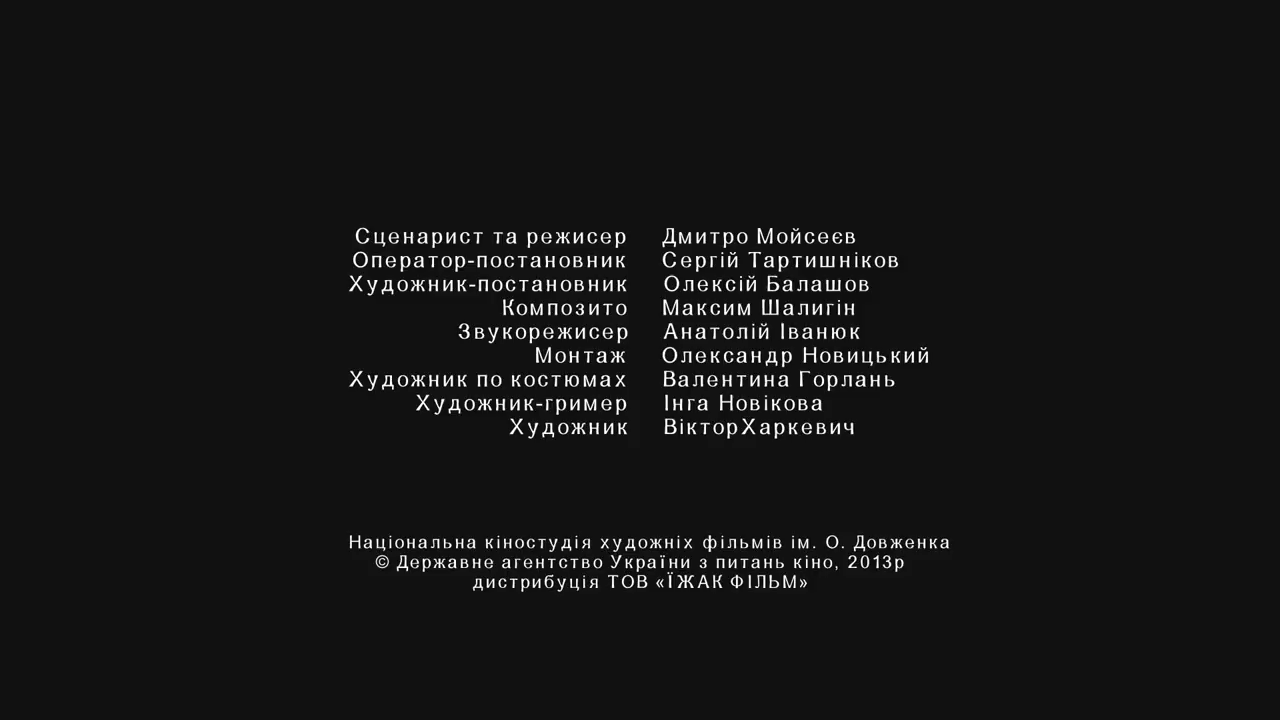 Сценарист та режисер Дмитро Мойсеєв
Оператор-постановник Сергій Тартишніков
Художник-постановник Олексій Балашов
Композито Максим Шалигін
Звукорежисер Анатолій Іванюк
Монтаж Олександр Новицький
Художник по костюмах Валентина Горлань
Художник-гример Інга Новікова
Художник ВікторХаркевич
Національна кіностудія художніх фільмів ім. О. Довженка
© Державне агентство України з питань кіно, 2013р
дистрибуція ТОВ «ЇЖАК ФІЛЬМ»